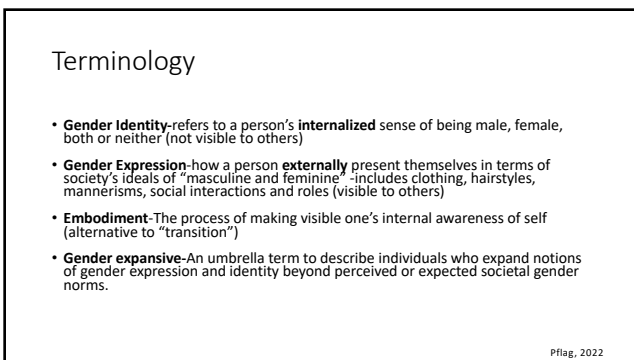 Terminology
• Gender Identity-refers to a person's internalized sense of being male, female,
both or neither (not visible to others)
• Gender Expression-how a person externally present themselves in terms of
society's ideals of "masculine and feminine" -includes clothing, hairstyles,
mannerisms, social interactions and roles (visible to others)
• Embodiment-The process of making visible one's internal awareness of self
(alternative to "transition")
• Gender expansive-An umbrella term to describe individuals who expand notions
of gender expression and identity beyond perceived or expected societal gender
norms.
Pflag, 2022